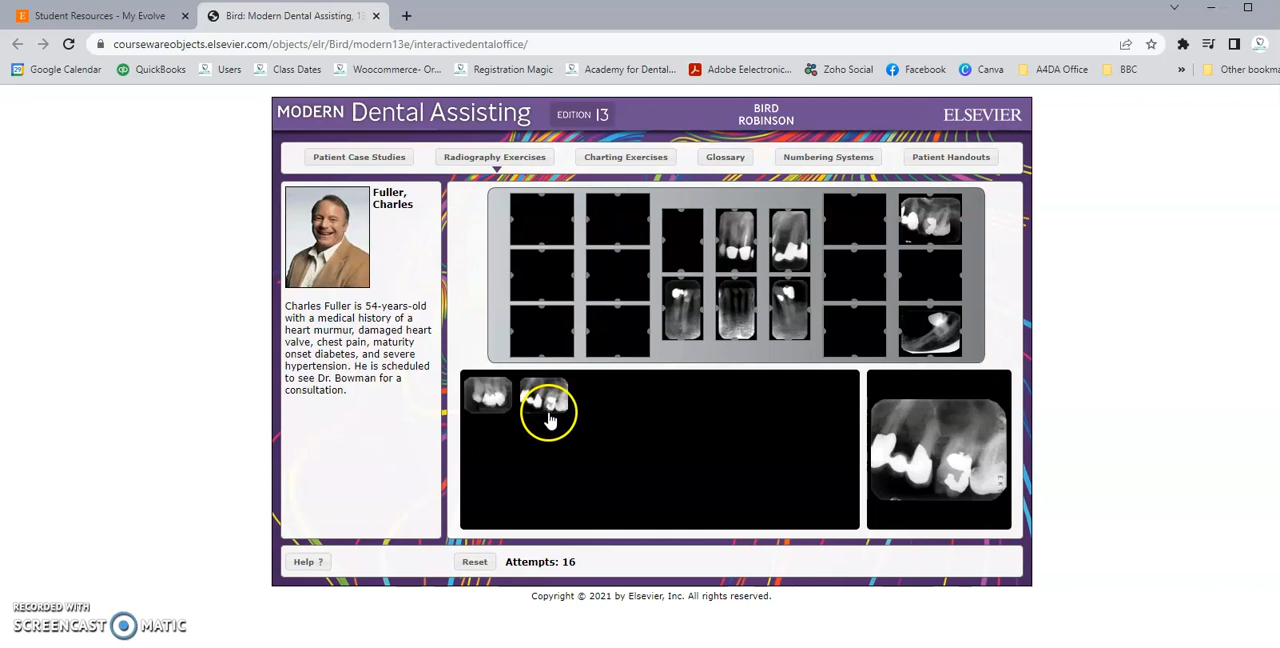 Student Resources - My Evolve
Bird: Modern Dental Assisting, 1
coursewareobjects.elsevier.com/objects/elr/Bird/modern13e/interactivedentaloffice/
Google Calendar
QuickBooks
Users
Class Dates
Woocommerce- Or...
Registration Magic
Academy for Dental...
Adobe Eelectronic...
Zoho Social
Facebook
Canva
A4DA Office
BBC
»
Other bookma
MODERN Dental Assisting EDITION 13
BIRD
ROBINSON
ELSEVIER
Patient Case Studies
Radiography Exercises
Charting Exercises
Glossary
Numbering Systems
Patient Handouts
Fuller,
Charles
Charles Fuller is 54-years-old
with a medical history of a
heart murmur, damaged heart
valve, chest pain, maturity
onset diabetes, and severe
hypertension. He is scheduled
to see Dr. Bowman for a
consultation.
Help ?
Reset
Attempts: 16
Copyright © 2021 by Elsevier, Inc. All rights reserved.
RECORDED WITH
SCREENCAST MATIC